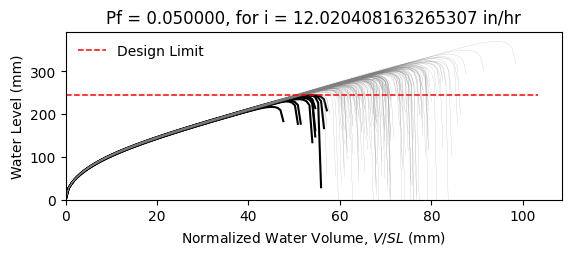 Pf = 0.050000, for i = 12.020408163265307 in/hr
Design Limit
Water Level (mm)
300
200
100
0
0 20 40 60 80 100
Normalized Water Volume, V/SL (mm)